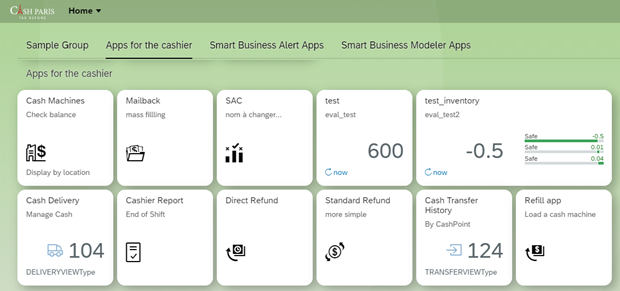 CASH PARIS
TAX REFUND
Home
Sample Group
Apps for the cashier
Smart Business Alert Apps
Smart Business Modeler Apps
Apps for the cashier
Cash Machines
Check balance
Display by location
Mailback
mass fillling
SAC
nom à changer...
test
eval_test
600
now
test_inventory
eval_test2
-0.5
now
Safe -0.5
Safe 0.01
Safe 0.04
Cash Delivery
Manage Cash
104
DELIVERYVIEWType
Cashier Report
End of Shift
Direct Refund
Standard Refund
more simple
Cash Transfer
History
By CashPoint
124
TRANSFERVIEWType
Refill app
Load a cash machine